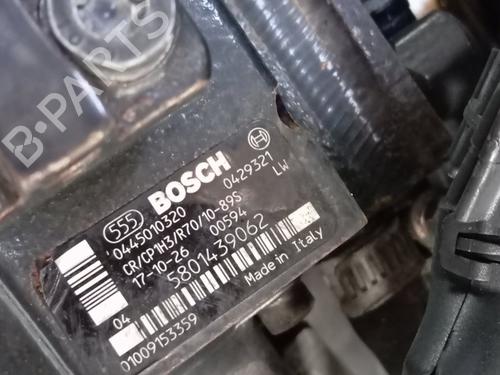 B-PARTS
555 BOSCH
0445010320 0429321
CR/CP1H3/R70/10-89S LW
17-10-26 00594
5801439062
04 Made in Italy
01009153359